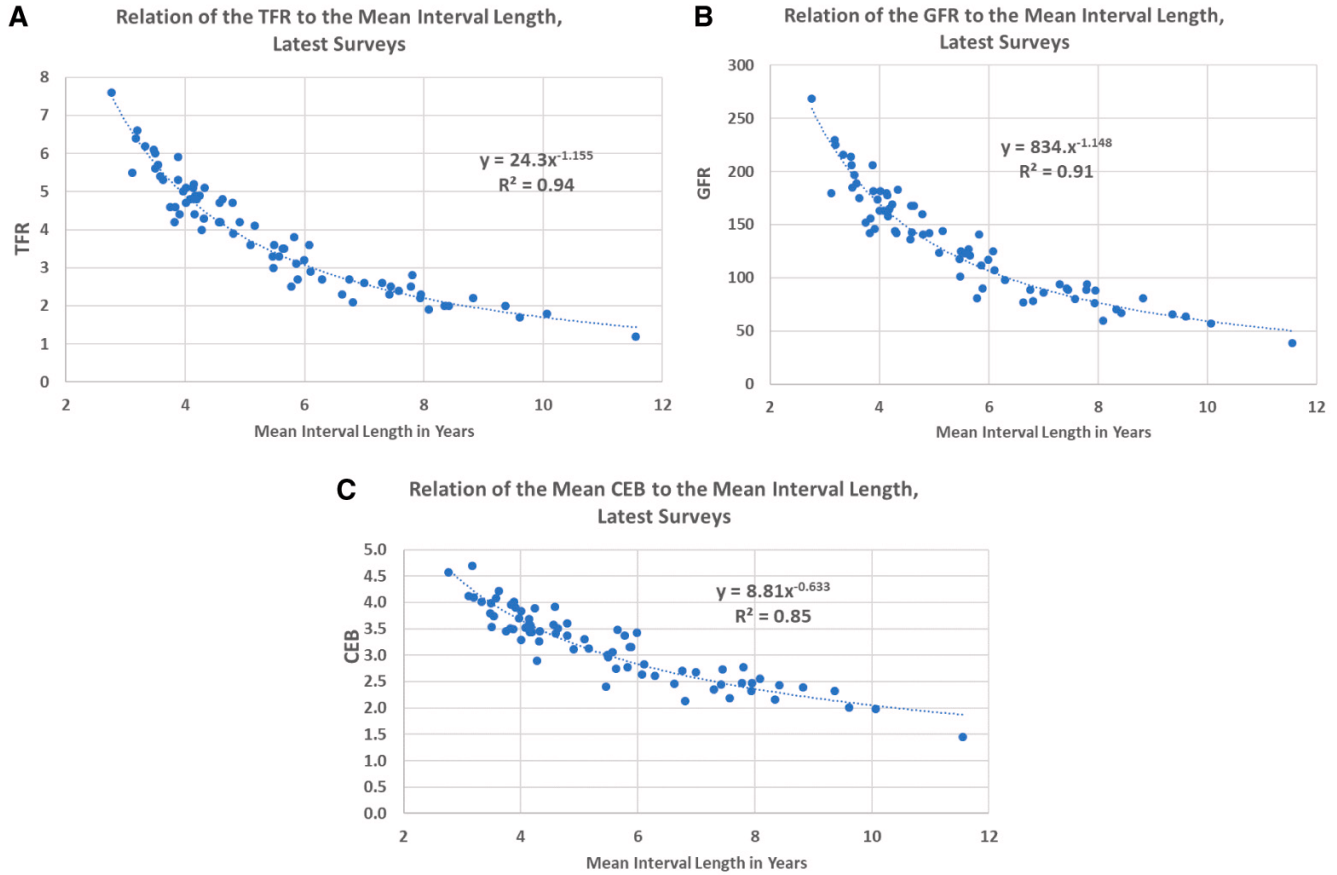 A
Relation of the TFR to the Mean Interval Length,
Latest Surveys
8
7
6
5
4
3
2
1
0
TFR
y = 24.3x^-1.155
R² = 0.94
2 4 6 8 10 12
Mean Interval Length in Years
B
Relation of the GFR to the Mean Interval Length,
Latest Surveys
300
250
200
150
100
50
0
GFR
y = 834.x^-1.148
R² = 0.91
2 4 6 8 10 12
Mean Interval Length in Years
C
Relation of the Mean CEB to the Mean Interval Length,
Latest Surveys
5.0
4.5
4.0
3.5
3.0
2.5
2.0
1.5
1.0
0.5
0.0
CEB
y = 8.81x^-0.633
R² = 0.85
2 4 6 8 10 12
Mean Interval Length in Years